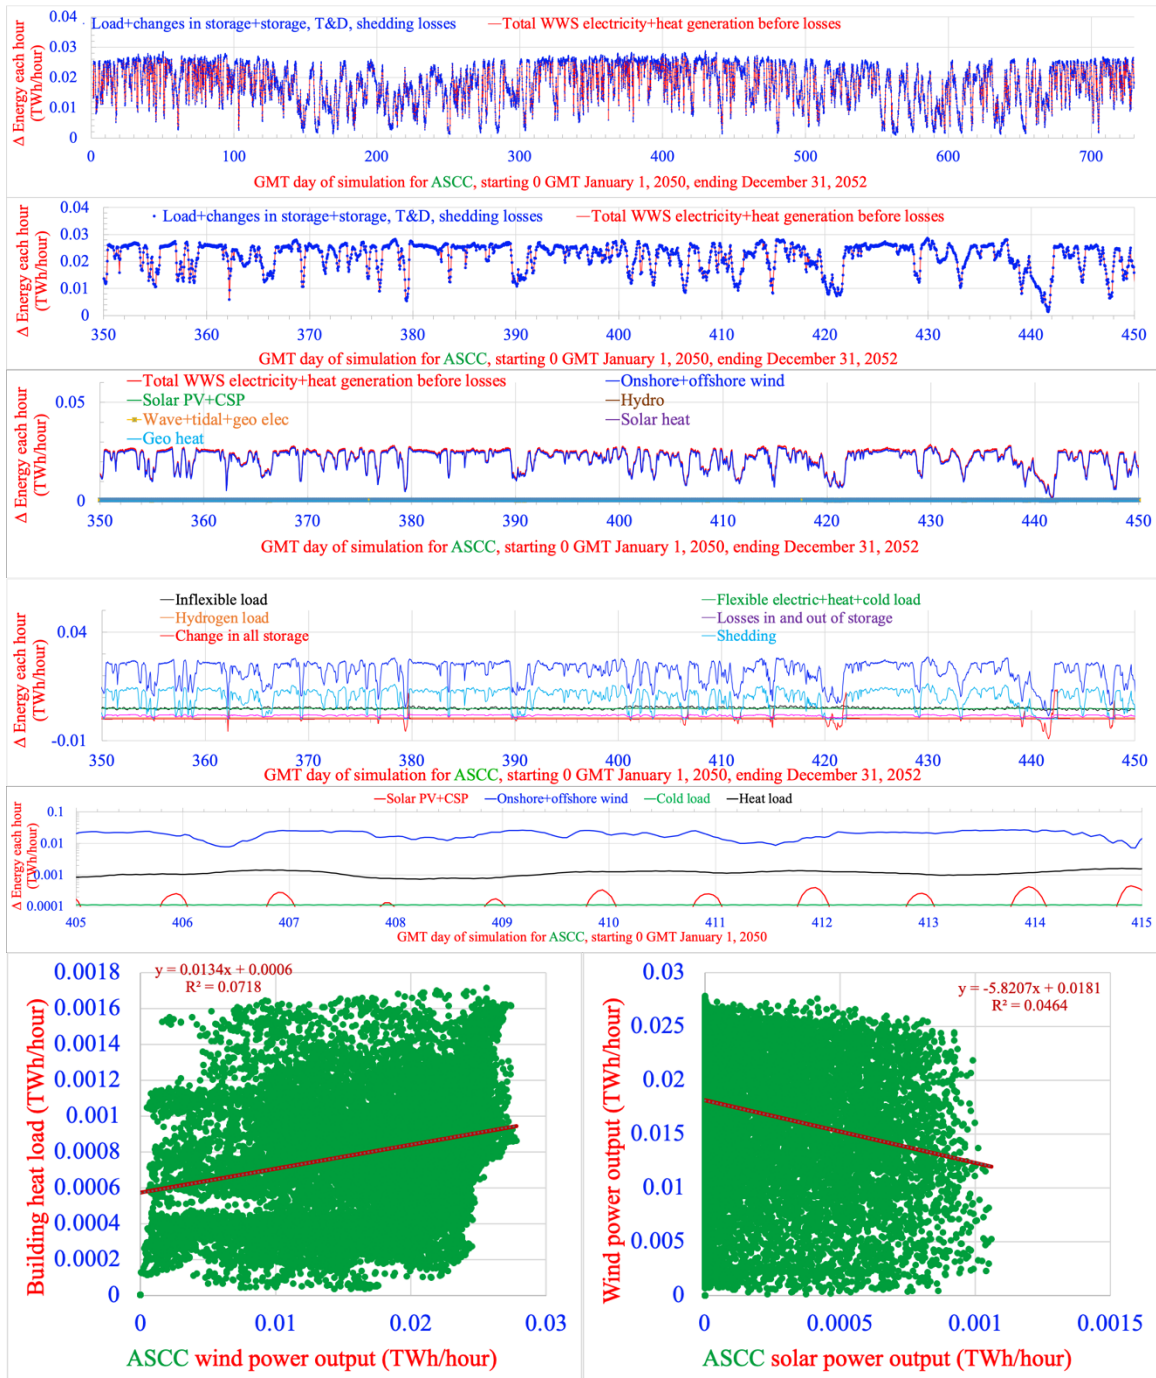 Δ Energy each hour
(TWh/hour)
0.04
0.03
0.02
0.01
0
Load+changes in storage+storage, T&D, shedding losses
—Total WWS electricity+heat generation before losses
0 100 200 300 400 500 600 700
GMT day of simulation for ASCC, starting 0 GMT January 1, 2050, ending December 31, 2052
Δ Energy each hour
(TWh/hour)
0.04
0.03
0.02
0.01
0
· Load+changes in storage+storage, T&D, shedding losses
—Total WWS electricity+heat generation before losses
350 360 370 380 390 400 410 420 430 440 450
GMT day of simulation for ASCC, starting 0 GMT January 1, 2050, ending December 31, 2052
Δ Energy each hour
(TWh/hour)
0.05
0
—Total WWS electricity+heat generation before losses
—Onshore+offshore wind
—Solar PV+CSP
—Hydro
—Wave+tidal+geo elec
—Solar heat
—Geo heat
350 360 370 380 390 400 410 420 430 440 450
GMT day of simulation for ASCC, starting 0 GMT January 1, 2050, ending December 31, 2052
Δ Energy each hour
(TWh/hour)
0.04
-0.01
—Inflexible load
—Flexible electric+heat+cold load
—Hydrogen load
—Losses in and out of storage
—Change in all storage
—Shedding
350 360 370 380 390 400 410 420 430 440 450
GMT day of simulation for ASCC, starting 0 GMT January 1, 2050, ending December 31, 2052
—Solar PV+CSP —Onshore+offshore wind —Cold load —Heat load
Δ Energy each hour
(TWh/hour)
0.1
0.01
0.001
0.0001
405 406 407 408 409 410 411 412 413 414 415
GMT day of simulation for ASCC, starting 0 GMT January 1, 2050
Building heat load (TWh/hour)
0.0018
0.0016
0.0014
0.0012
0.001
0.0008
0.0006
0.0004
0.0002
0
y = 0.0134x + 0.0006
R² = 0.0718
0 0.01 0.02 0.03
ASCC wind power output (TWh/hour)
Wind power output (TWh/hour)
0.03
0.025
0.02
0.015
0.01
0.005
0
y = -5.8207x + 0.0181
R² = 0.0464
0 0.0005 0.001 0.0015
ASCC solar power output (TWh/hour)